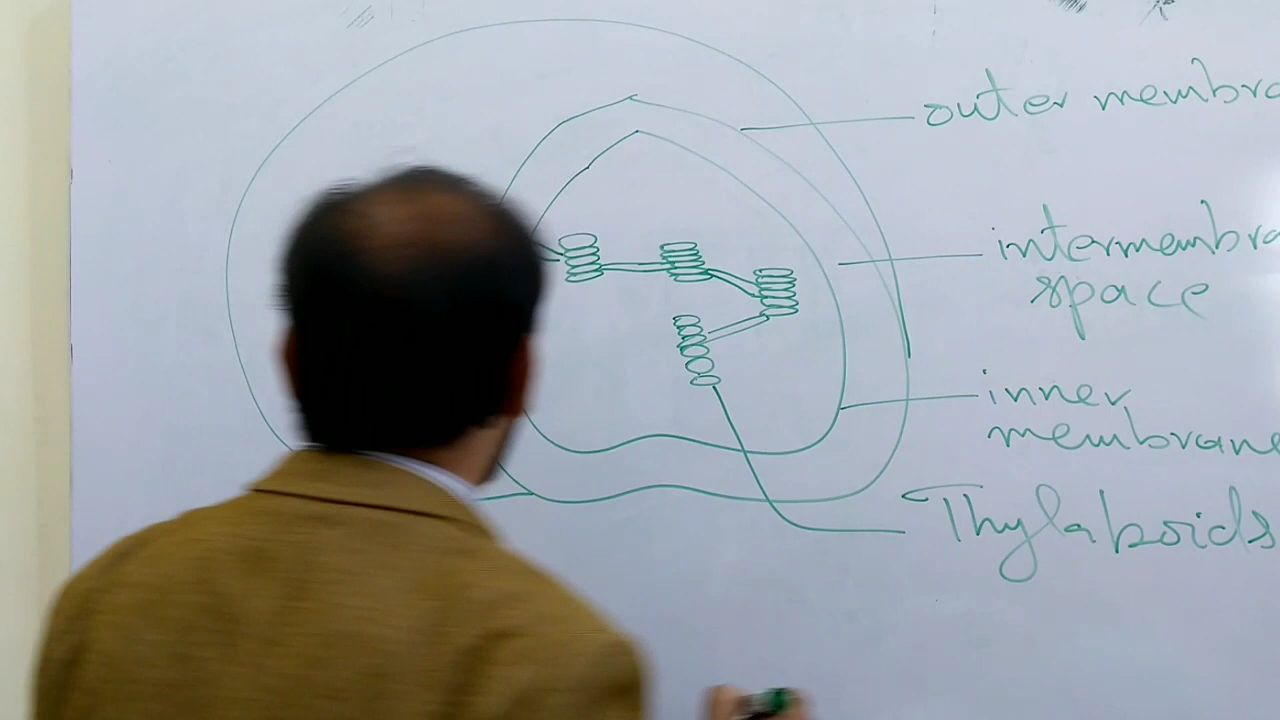 outer membra
intermembra
space
inner
membrane
Thylakoids